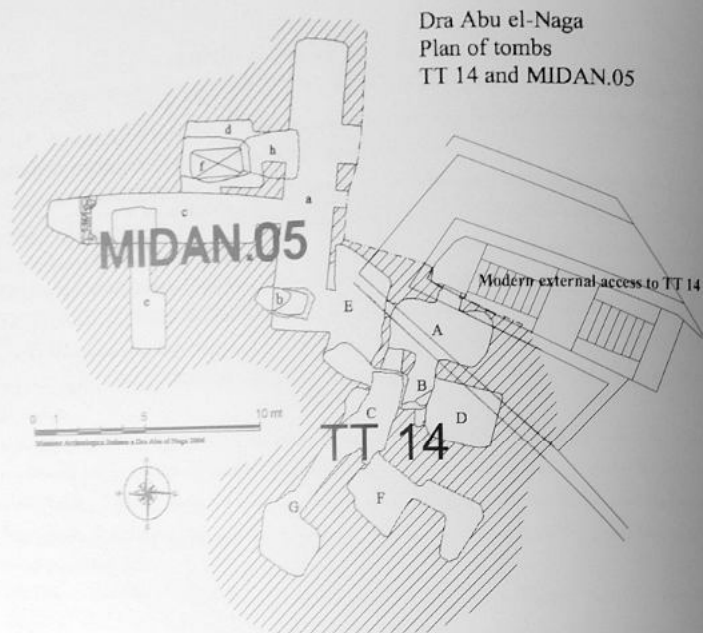 Dra Abu el-Naga
Plan of tombs
TT 14 and MIDAN.05
d
f
h
a
c
MIDAN.05
Modern external access to TT 14
b
E
A
e
B
C
D
0 1 5 10 mt
TT 14
F
G